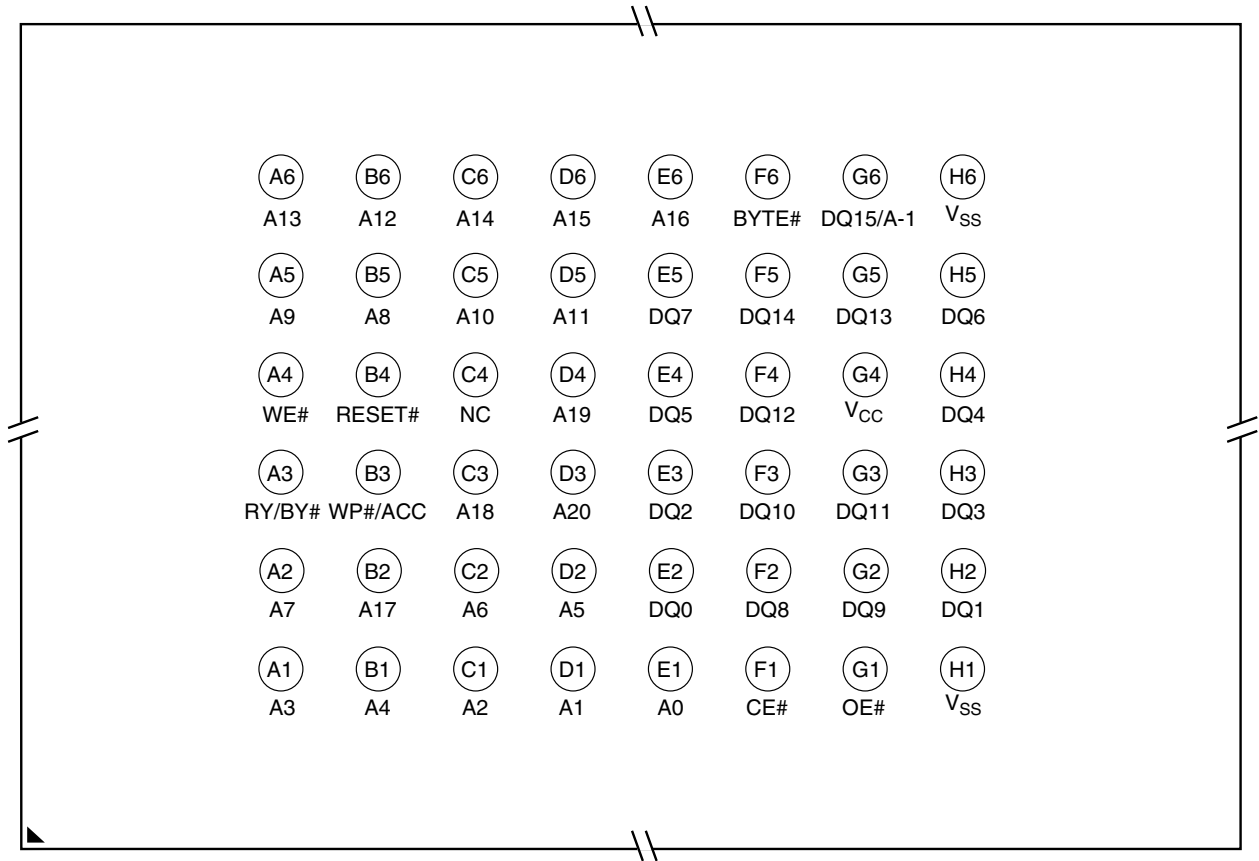 A6 B6 C6 D6 E6 F6 G6 H6
A13 A12 A14 A15 A16 BYTE# DQ15/A-1 VSS
A5 B5 C5 D5 E5 F5 G5 H5
A9 A8 A10 A11 DQ7 DQ14 DQ13 DQ6
A4 B4 C4 D4 E4 F4 G4 H4
WE# RESET# NC A19 DQ5 DQ12 VCC DQ4
A3 B3 C3 D3 E3 F3 G3 H3
RY/BY# WP#/ACC A18 A20 DQ2 DQ10 DQ11 DQ3
A2 B2 C2 D2 E2 F2 G2 H2
A7 A17 A6 A5 DQ0 DQ8 DQ9 DQ1
A1 B1 C1 D1 E1 F1 G1 H1
A3 A4 A2 A1 A0 CE# OE# VSS